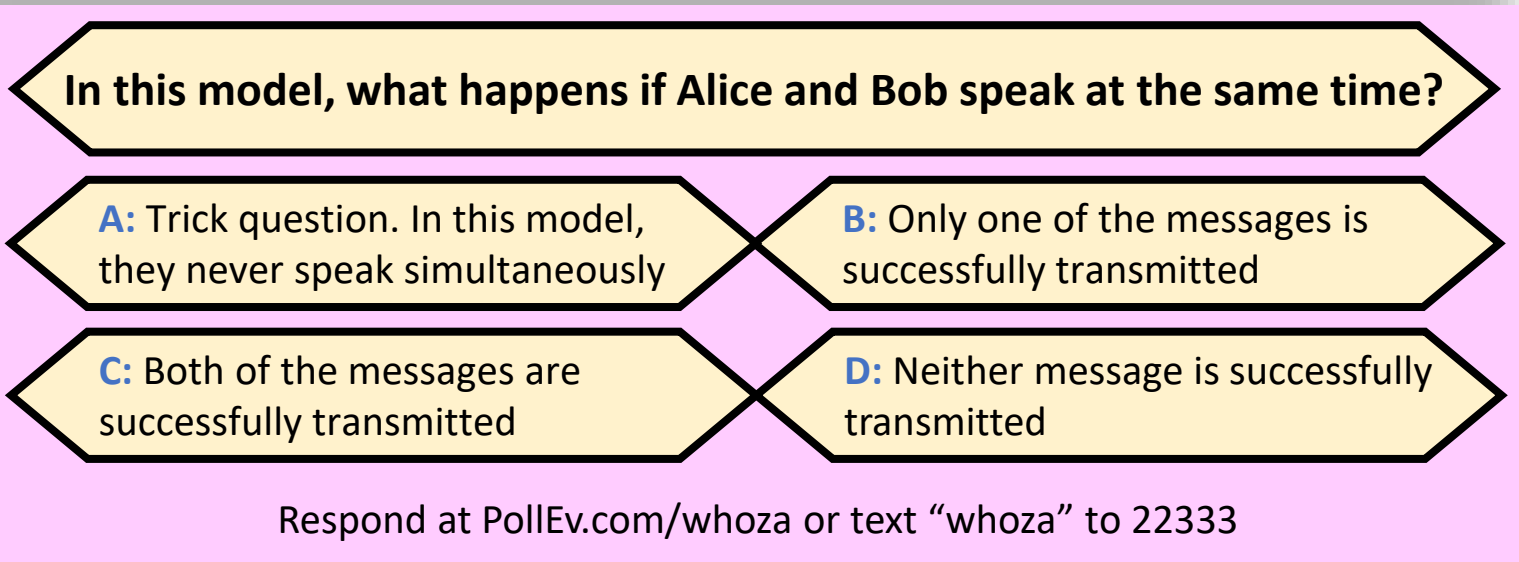 In this model, what happens if Alice and Bob speak at the same time?
A: Trick question. In this model,
they never speak simultaneously
B: Only one of the messages is
successfully transmitted
C: Both of the messages are
successfully transmitted
D: Neither message is successfully
transmitted
Respond at PollEv.com/whoza or text “whoza” to 22333